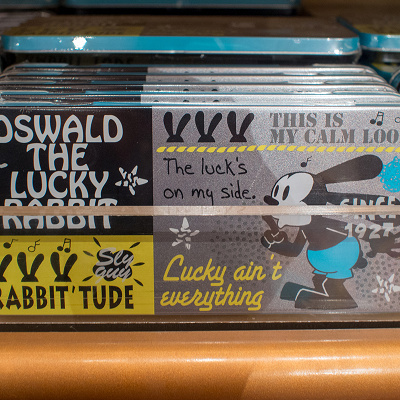 OSWALD
THE
LUCKY
RABBIT
THIS IS
MY CALM LOO
The luck's
on my side.
SINCE
1927
Sly
guy
RABBIT'TUDE
Lucky ain't
everything